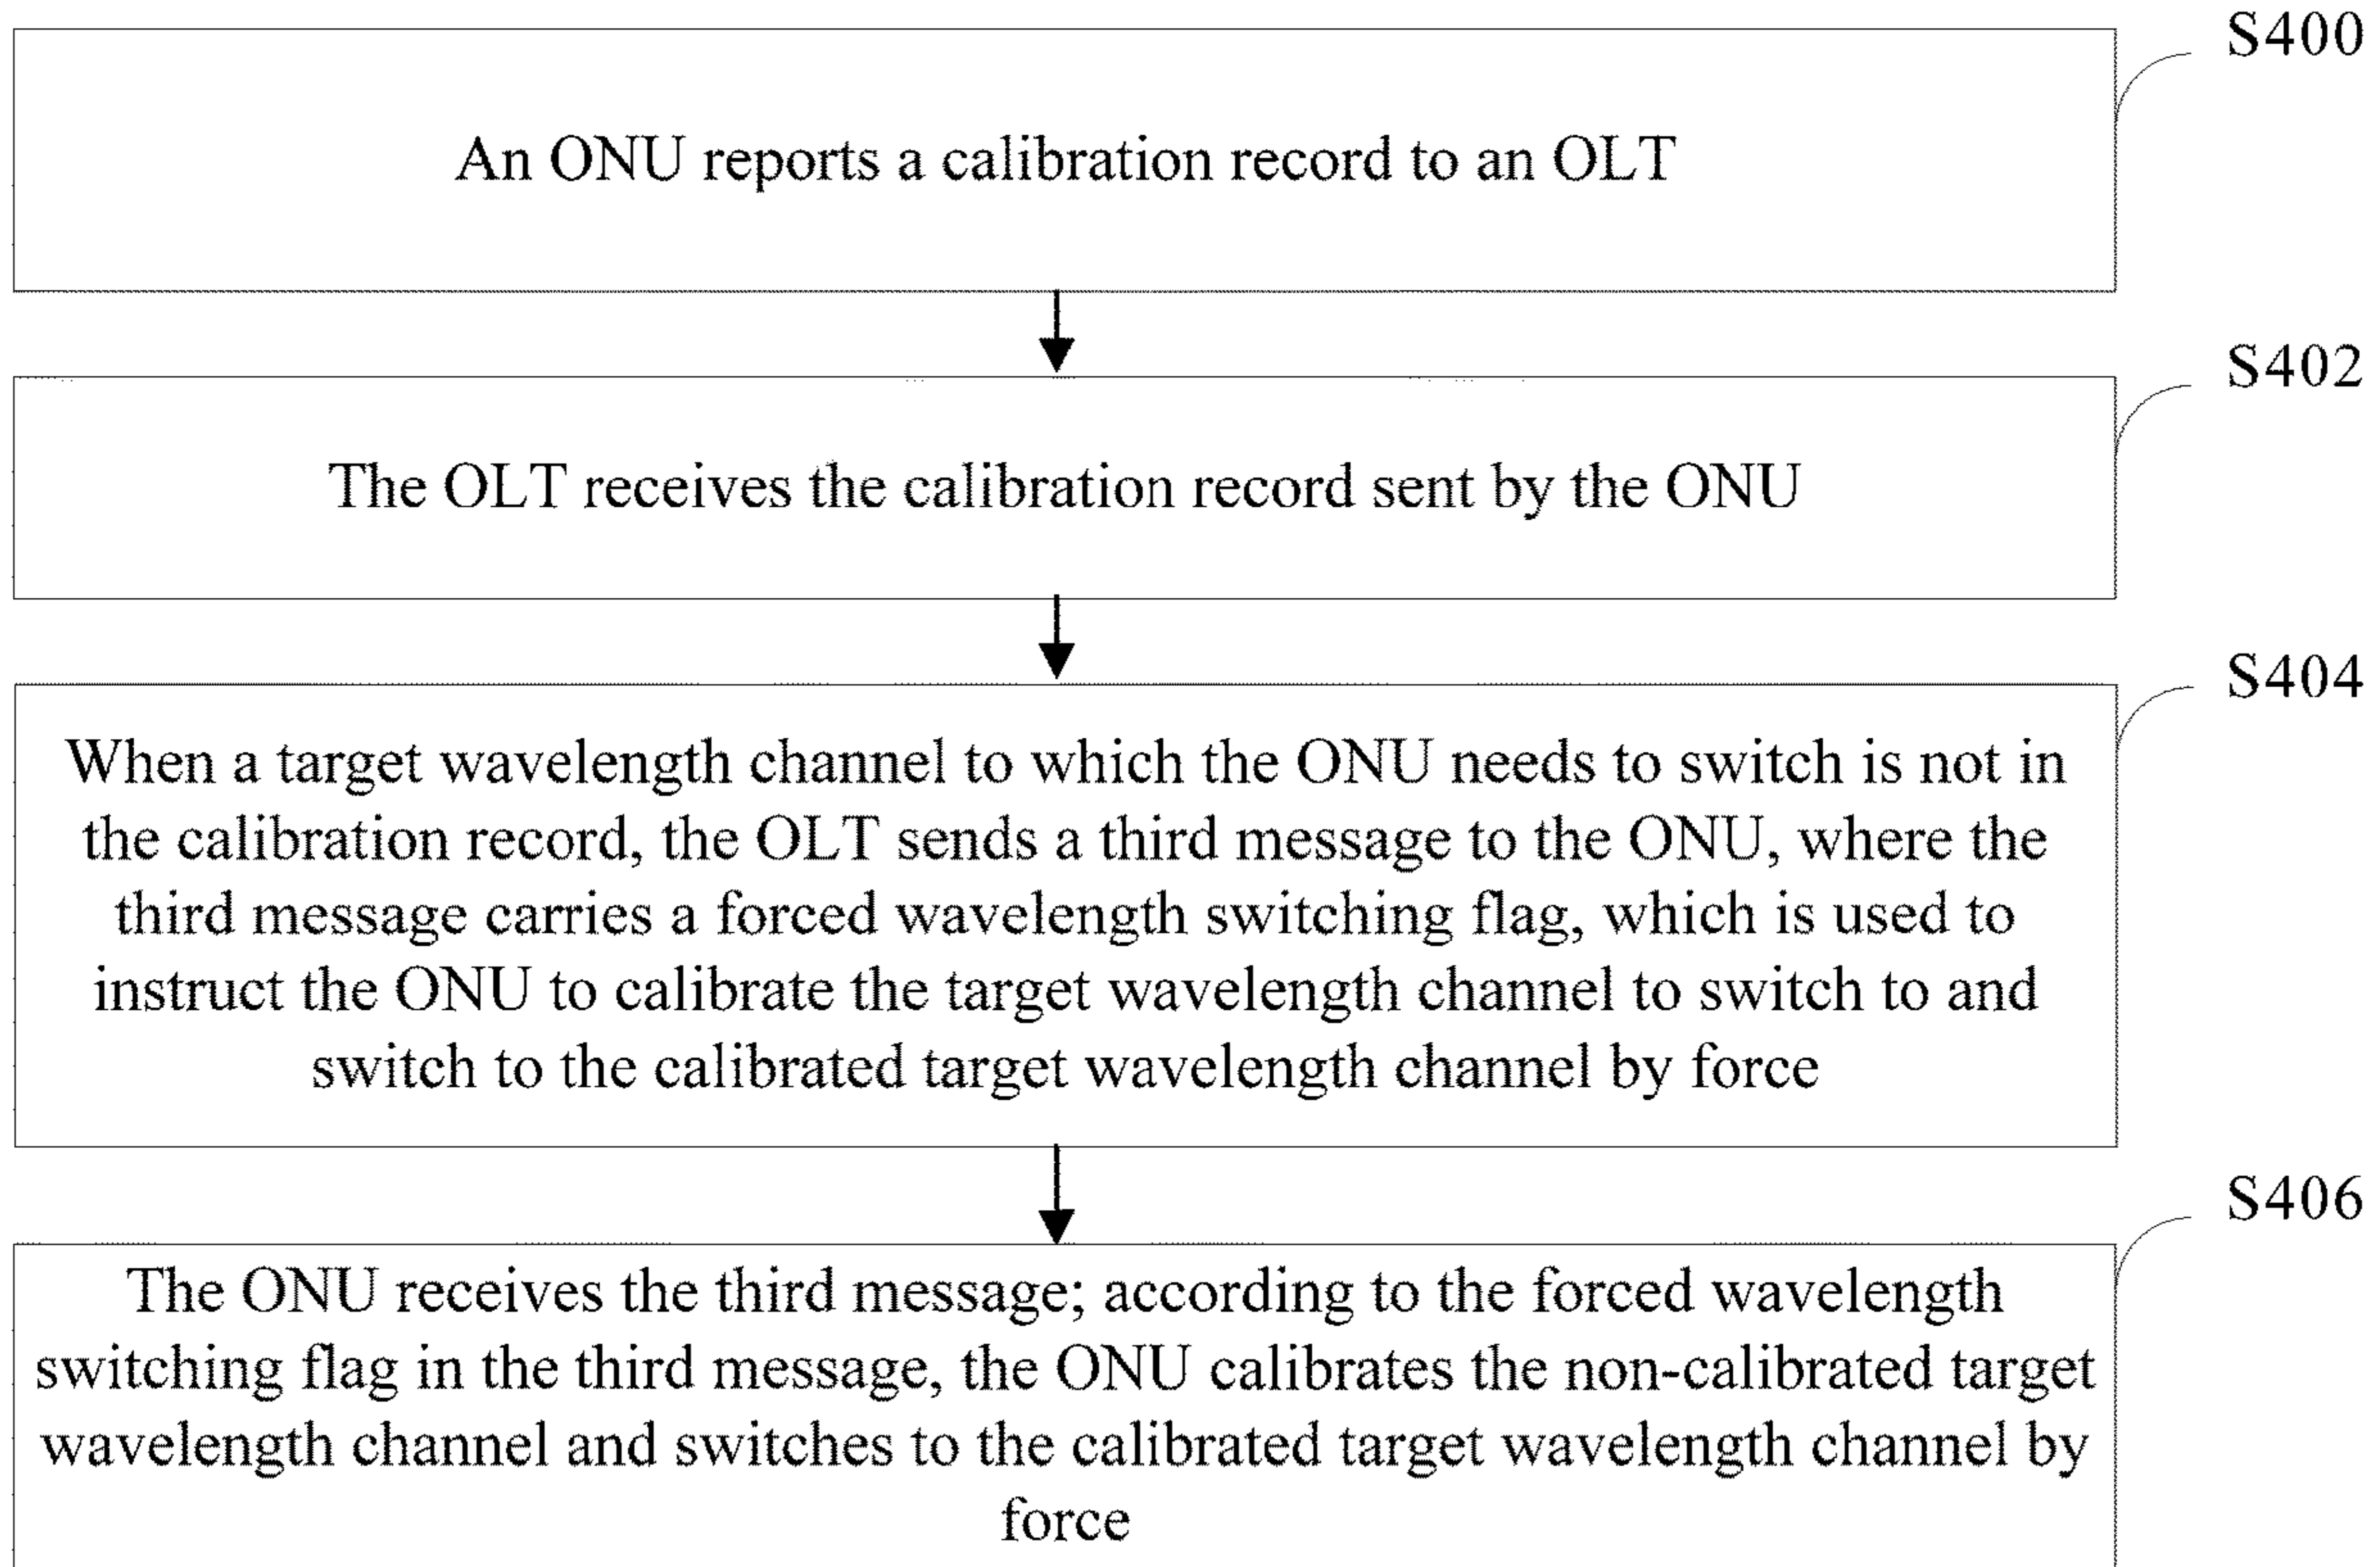 S400
An ONU reports a calibration record to an OLT
S402
The OLT receives the calibration record sent by the ONU
S404
When a target wavelength channel to which the ONU needs to switch is not in
the calibration record, the OLT sends a third message to the ONU, where the
third message carries a forced wavelength switching flag, which is used to
instruct the ONU to calibrate the target wavelength channel to switch to and
switch to the calibrated target wavelength channel by force
S406
The ONU receives the third message; according to the forced wavelength
switching flag in the third message, the ONU calibrates the non-calibrated target
wavelength channel and switches to the calibrated target wavelength channel by
force